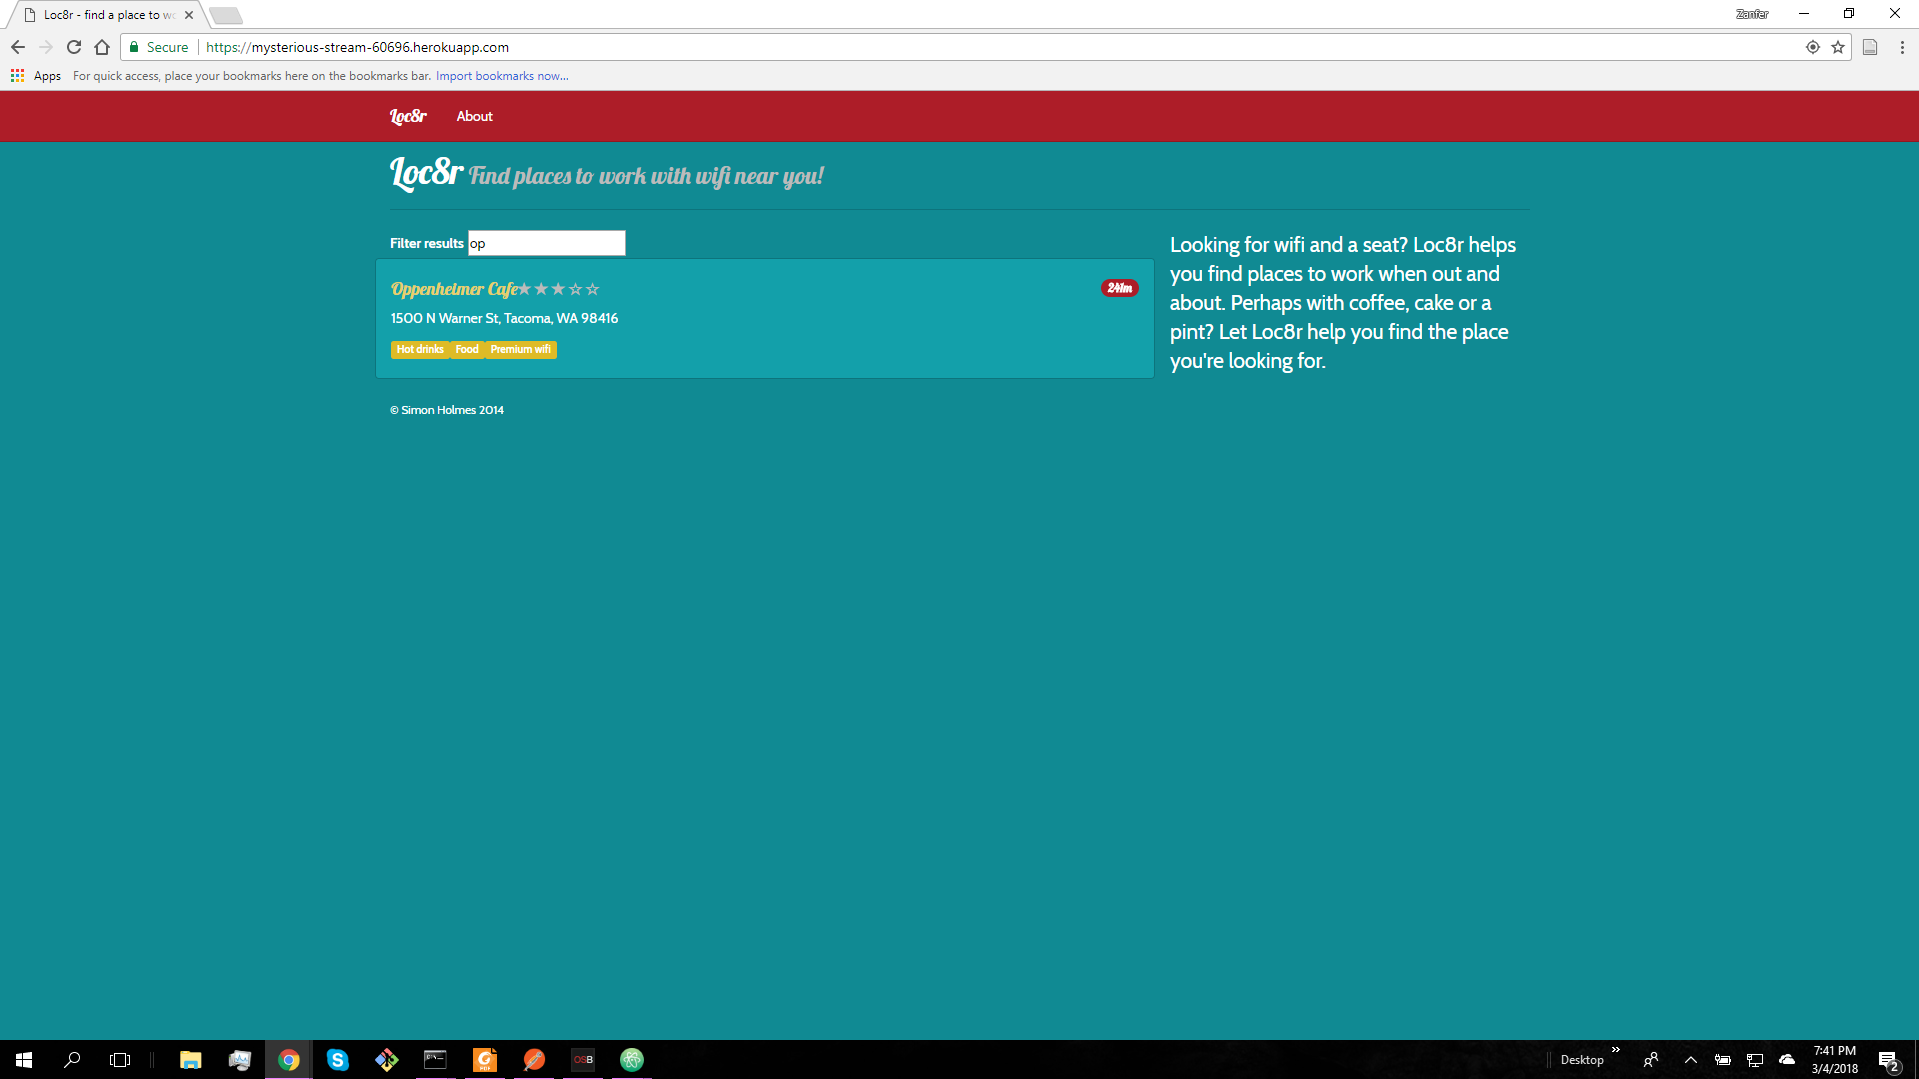 Loc8r - find a place to wo
Zanfer
Secure
https://mysterious-stream-60696.herokuapp.com
Apps
For quick access, place your bookmarks here on the bookmarks bar. Import bookmarks now...
Loc8r
About
Loc8r Find places to work with wifi near you!
Filter results op
Oppenheimer Cafe★★★☆☆
241m
1500 N Warner St, Tacoma, WA 98416
Hot drinks Food Premium wifi
Looking for wifi and a seat? Loc8r helps
you find places to work when out and
about. Perhaps with coffee, cake or a
pint? Let Loc8r help you find the place
you're looking for.
© Simon Holmes 2014
PDF
OSB
Desktop
7:41 PM
3/4/2018
2